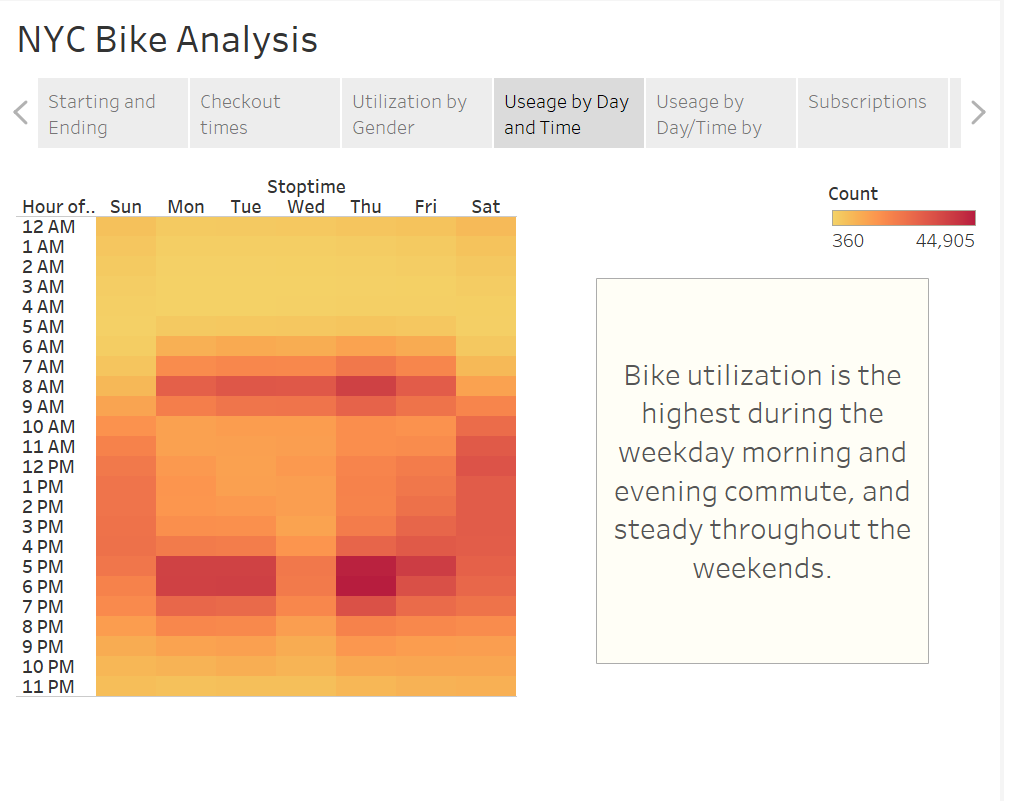 NYC Bike Analysis
Starting and
Ending
Checkout
times
Utilization by
Gender
Useage by Day
and Time
Useage by
Day/Time by
Subscriptions
Stoptime
Hour of.. Sun Mon Tue Wed Thu Fri Sat
12 AM
1 AM
2 AM
3 AM
4 AM
5 AM
6 AM
7 AM
8 AM
9 AM
10 AM
11 AM
12 PM
1 PM
2 PM
3 PM
4 PM
5 PM
6 PM
7 PM
8 PM
9 PM
10 PM
11 PM
Count
360 44,905
Bike utilization is the
highest during the
weekday morning and
evening commute, and
steady throughout the
weekends.